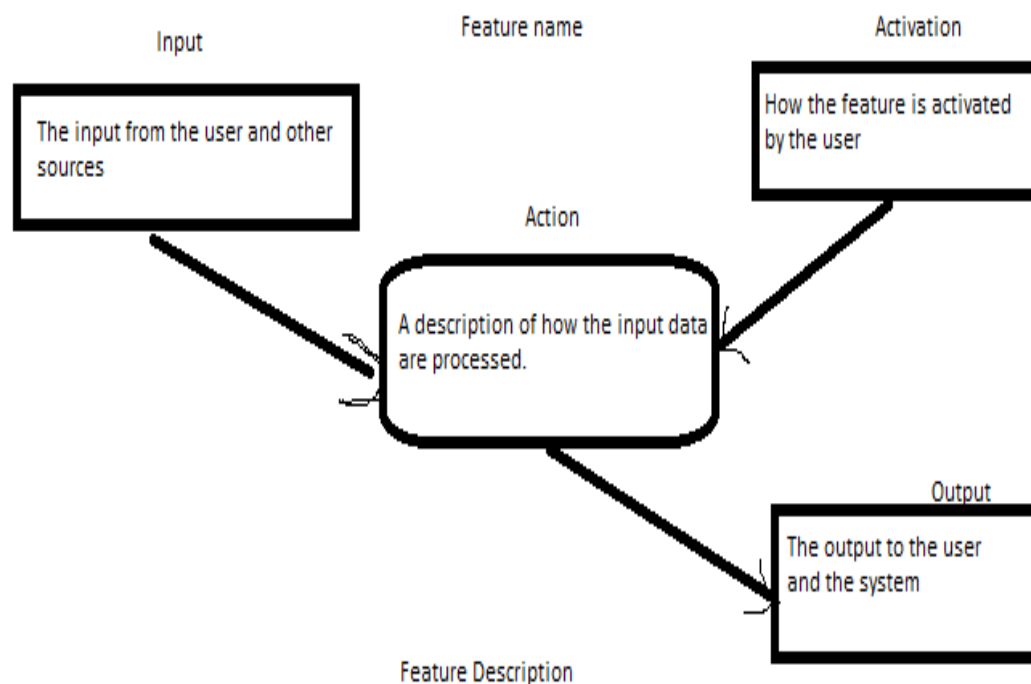 Feature name
Input
Activation
The input from the user and other
sources
How the feature is activated
by the user
Action
A description of how the input data
are processed.
Output
The output to the user
and the system
Feature Description